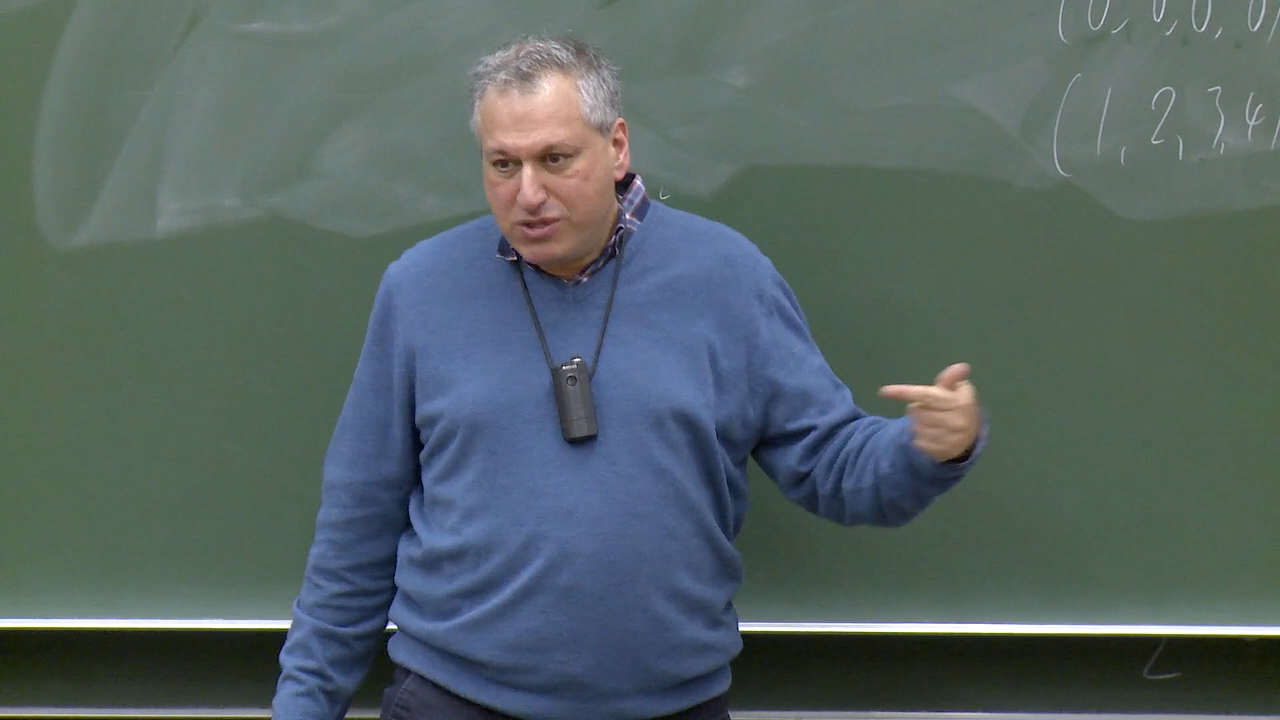 (0, 0, 0, 0)
(1, 2, 3, 4)